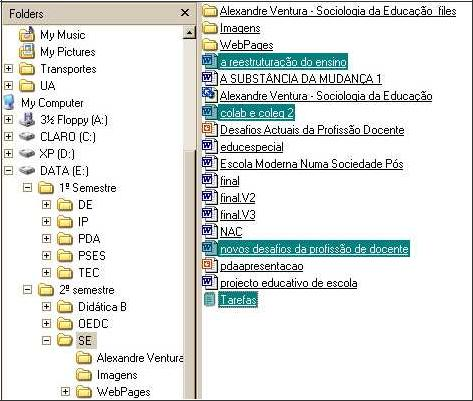 Folders
My Music
My Pictures
Transportes
UA
My Computer
3½ Floppy (A:)
CLARO (C:)
XP (D:)
DATA (E:)
1º Semestre
DE
IP
PDA
PSES
TEC
2º semestre
Didática B
OEDC
SE
Alexandre Ventura
Imagens
WebPages
Alexandre Ventura - Sociologia da Educação_files
Imagens
WebPages
a reestruturação do ensino
A SUBSTÂNCIA DA MUDANÇA 1
Alexandre Ventura - Sociologia da Educação
colab e coleg 2
Desafios Actuais da Profissão Docente
educespecial
Escola Moderna Numa Sociedade Pós
final
final.V2
final.V3
NAC
novos desafios da profissão de docente
pdaapresentacao
projecto educativo de escola
Tarefas